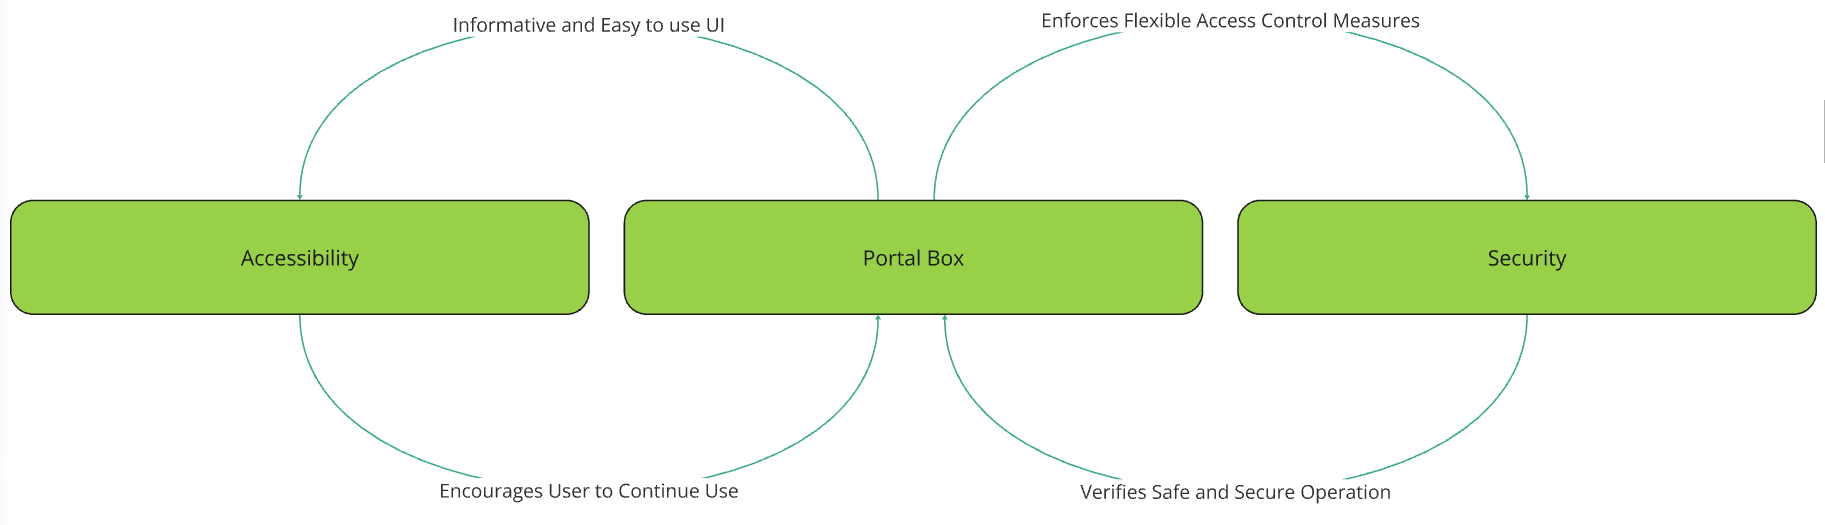 Informative and Easy to use UI
Enforces Flexible Access Control Measures
Accessibility
Portal Box
Security
Encourages User to Continue Use
Verifies Safe and Secure Operation